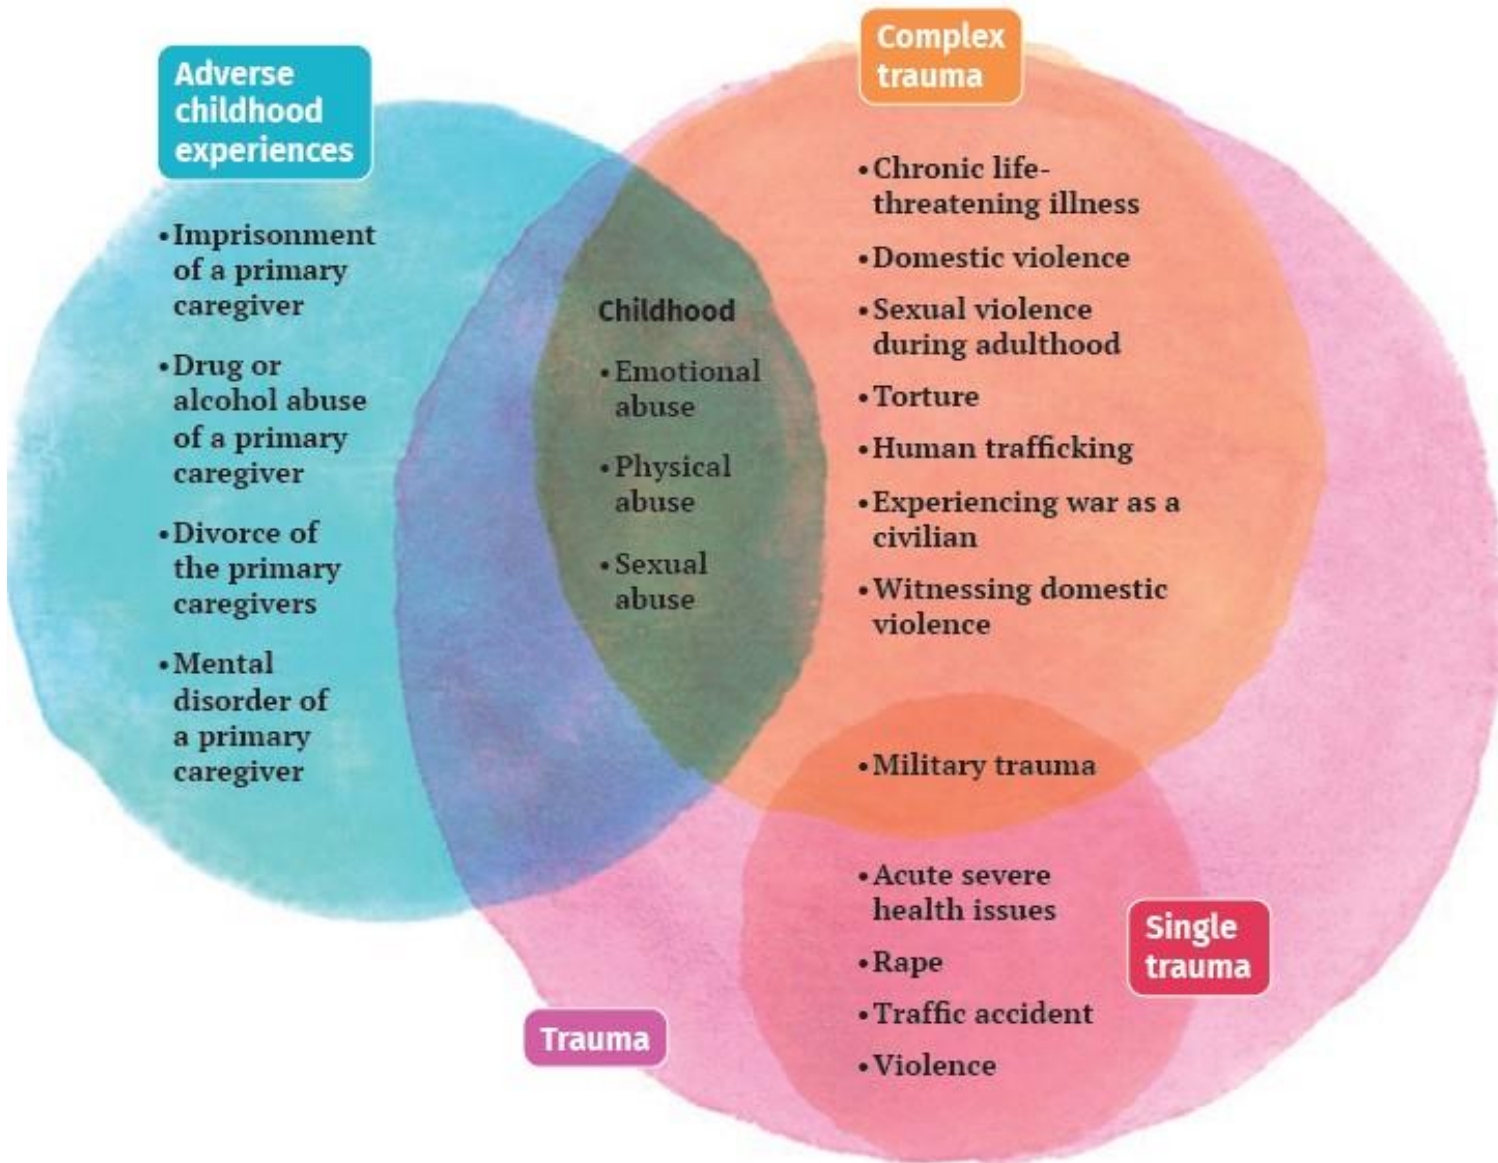 Adverse
childhood
experiences
• Imprisonment
of a primary
caregiver
• Drug or
alcohol abuse
of a primary
caregiver
• Divorce of
the primary
caregivers
• Mental
disorder of
a primary
caregiver
Childhood
• Emotional
abuse
• Physical
abuse
• Sexual
abuse
Complex
trauma
• Chronic life-
threatening illness
• Domestic violence
• Sexual violence
during adulthood
• Torture
• Human trafficking
• Experiencing war as a
civilian
• Witnessing domestic
violence
• Military trauma
• Acute severe
health issues
• Rape
• Traffic accident
• Violence
Single
trauma
Trauma